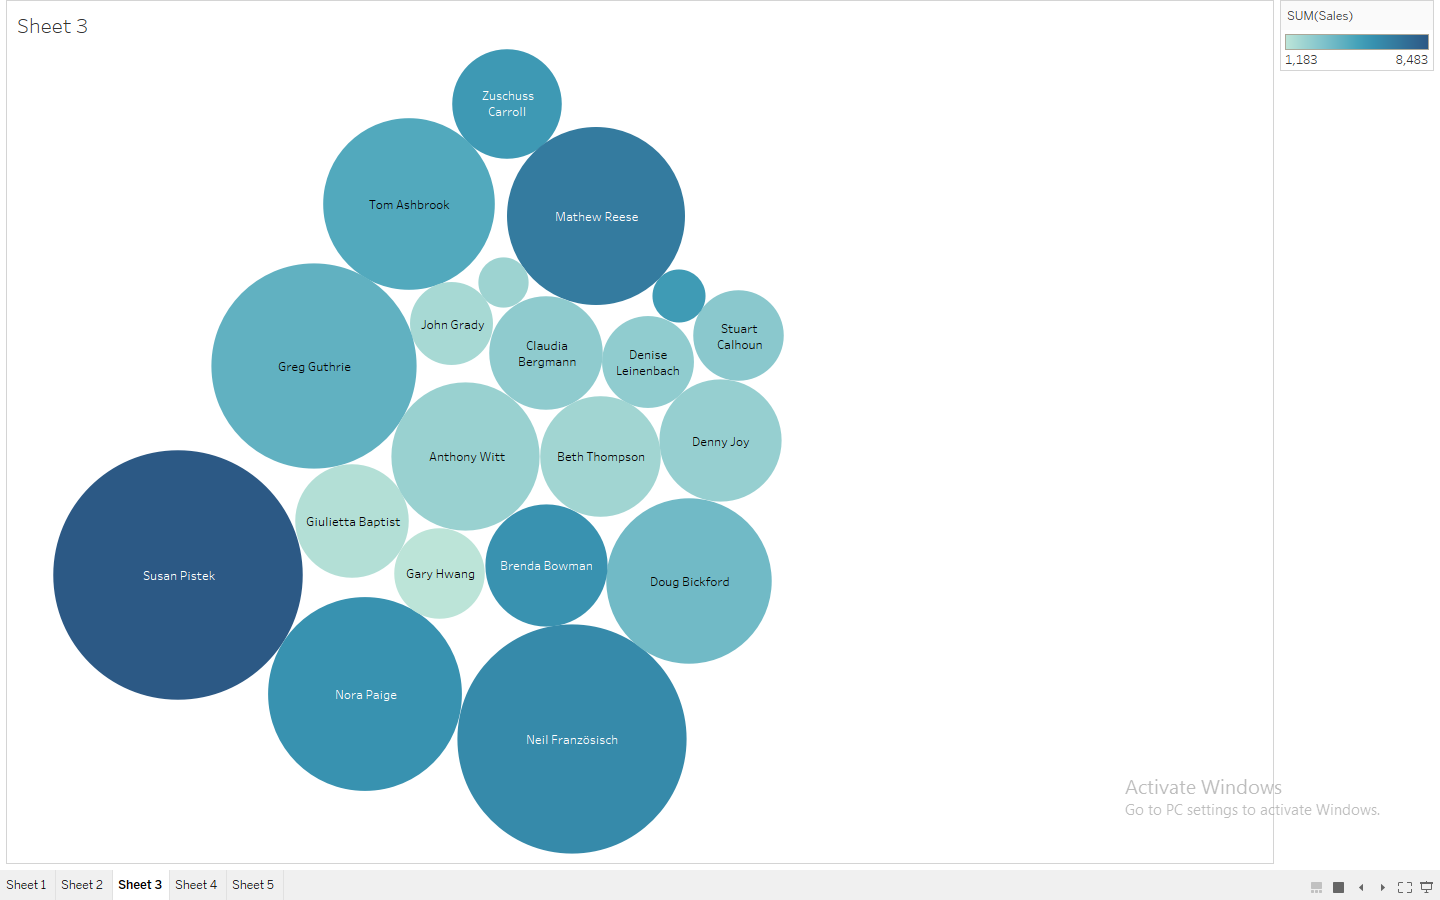 Sheet 3
SUM(Sales)
1,183
8,483
Zuschuss
Carroll
Tom Ashbrook
Mathew Reese
John Grady
Stuart
Calhoun
Claudia
Bergmann
Denise
Leinenbach
Greg Guthrie
Denny Joy
Anthony Witt
Beth Thompson
Giulietta Baptist
Susan Pistek
Gary Hwang
Brenda Bowman
Doug Bickford
Nora Paige
Neil Französisch
Activate Windows
Go to PC settings to activate Windows.
Sheet 1
Sheet 2
Sheet 3
Sheet 4
Sheet 5